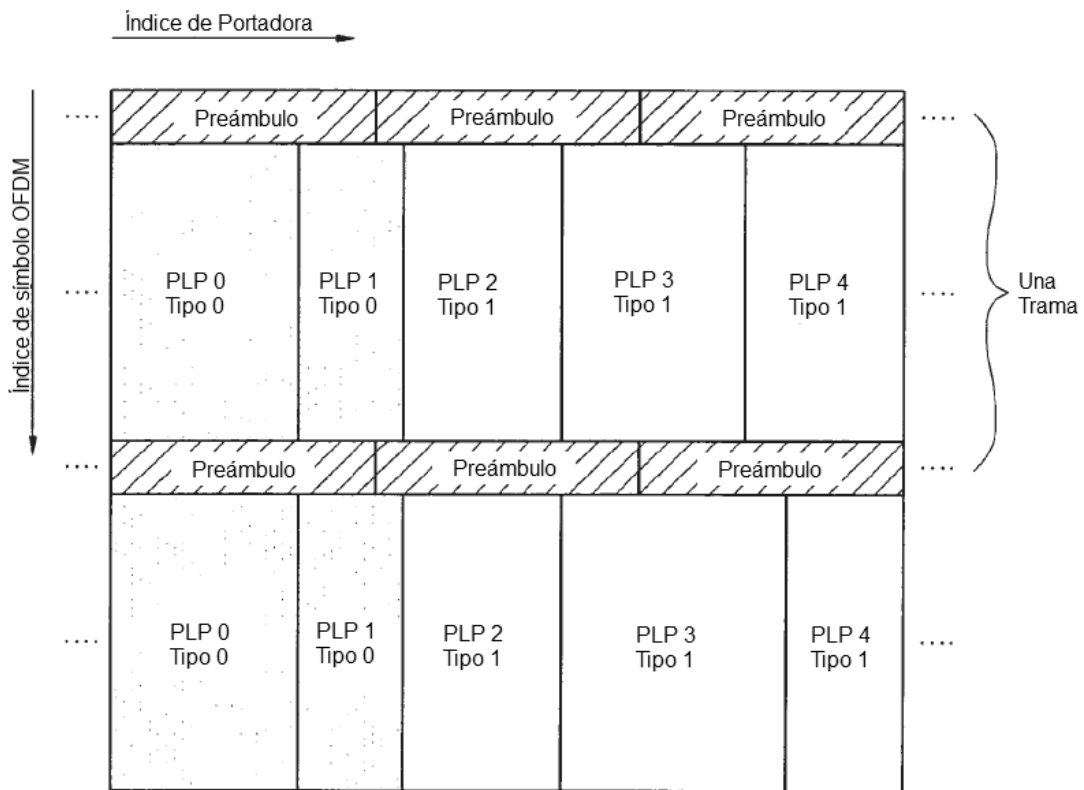 Índice de Portadora
Índice de símbolo OFDM
.... Preámbulo Preámbulo Preámbulo ....
.... PLP 0 PLP 1 PLP 2 PLP 3 PLP 4 ....
Tipo 0 Tipo 0 Tipo 1 Tipo 1 Tipo 1
Una
Trama
.... Preámbulo Preámbulo Preámbulo ....
.... PLP 0 PLP 1 PLP 2 PLP 3 PLP 4 ....
Tipo 0 Tipo 0 Tipo 1 Tipo 1 Tipo 1